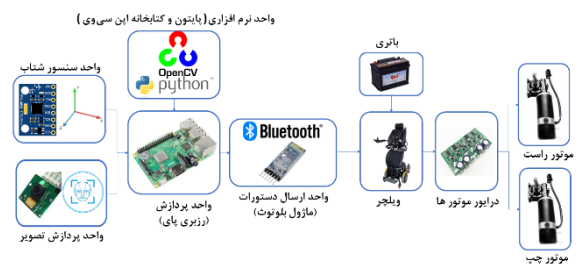 واحد نرم افزاری ( پایتون و کتابخانه اپن سی‌وی )
واحد سنسور شتاب
OpenCV
python™
باتری
Bluetooth®
موتور راست
واحد پردازش تصویر
واحد پردازش
(رزبری پای)
واحد ارسال دستورات
(ماژول بلوتوث)
ویلچر
درایور موتور ها
موتور چپ